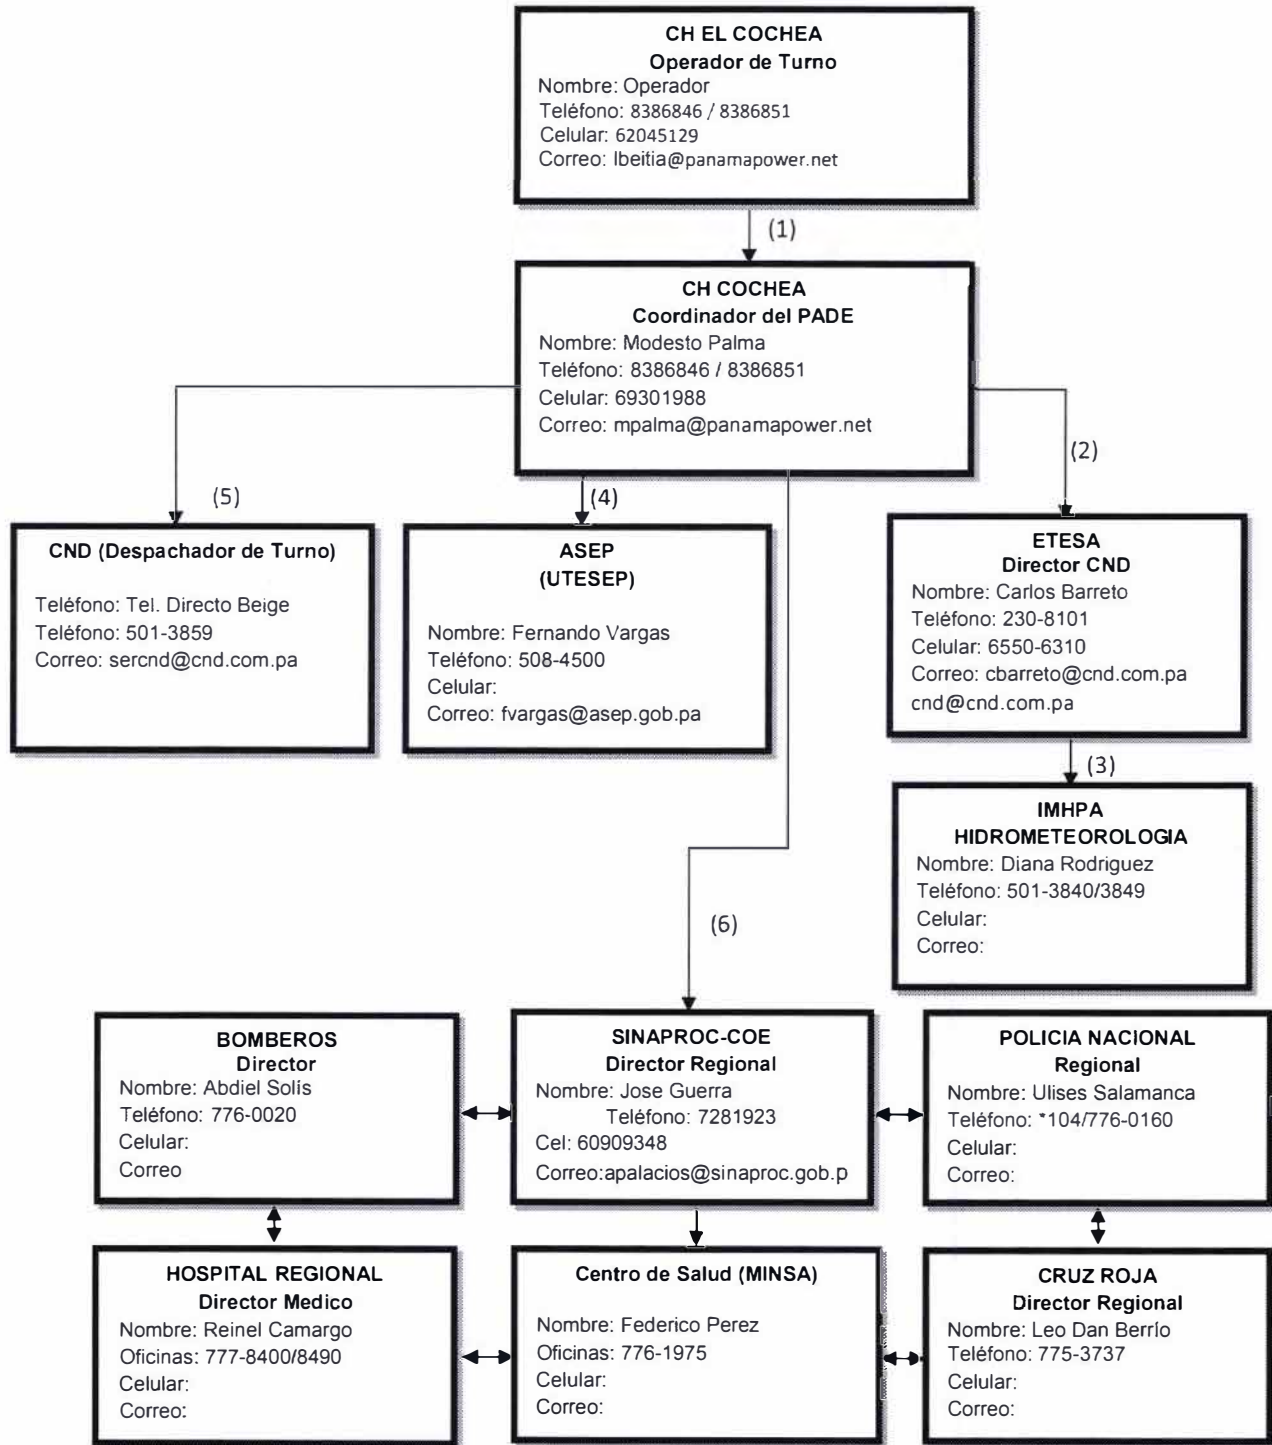 CH EL COCHEA
Operador de Turno
Nombre: Operador
Teléfono: 8386846 / 8386851
Celular: 62045129
Correo: lbeitia@panamapower.net
(1)
CH COCHEA
Coordinador del PADE
Nombre: Modesto Palma
Teléfono: 8386846 / 8386851
Celular: 69301988
Correo: mpalma@panamapower.net
(2)
(5)
(4)
CND (Despachador de Turno)
Teléfono: Tel. Directo Beige
Teléfono: 501-3859
Correo: sercnd@cnd.com.pa
ASEP
(UTESEP)
Nombre: Fernando Vargas
Teléfono: 508-4500
Celular:
Correo: fvargas@asep.gob.pa
ETESA
Director CND
Nombre: Carlos Barreto
Teléfono: 230-8101
Celular: 6550-6310
Correo: cbarreto@cnd.com.pa
cnd@cnd.com.pa
(3)
IMHPA
HIDROMETEOROLOGIA
Nombre: Diana Rodriguez
Teléfono: 501-3840/3849
Celular:
Correo:
(6)
BOMBEROS
Director
Nombre: Abdiel Solís
Teléfono: 776-0020
Celular:
Correo
SINAPROC-COE
Director Regional
Nombre: Jose Guerra
Teléfono: 7281923
Cel: 60909348
Correo:apalacios@sinaproc.gob.p
POLICIA NACIONAL
Regional
Nombre: Ulises Salamanca
Teléfono: *104/776-0160
Celular:
Correo:
HOSPITAL REGIONAL
Director Medico
Nombre: Reinel Camargo
Oficinas: 777-8400/8490
Celular:
Correo:
Centro de Salud (MINSA)
Nombre: Federico Perez
Oficinas: 776-1975
Celular:
Correo:
CRUZ ROJA
Director Regional
Nombre: Leo Dan Berrío
Teléfono: 775-3737
Celular:
Correo: